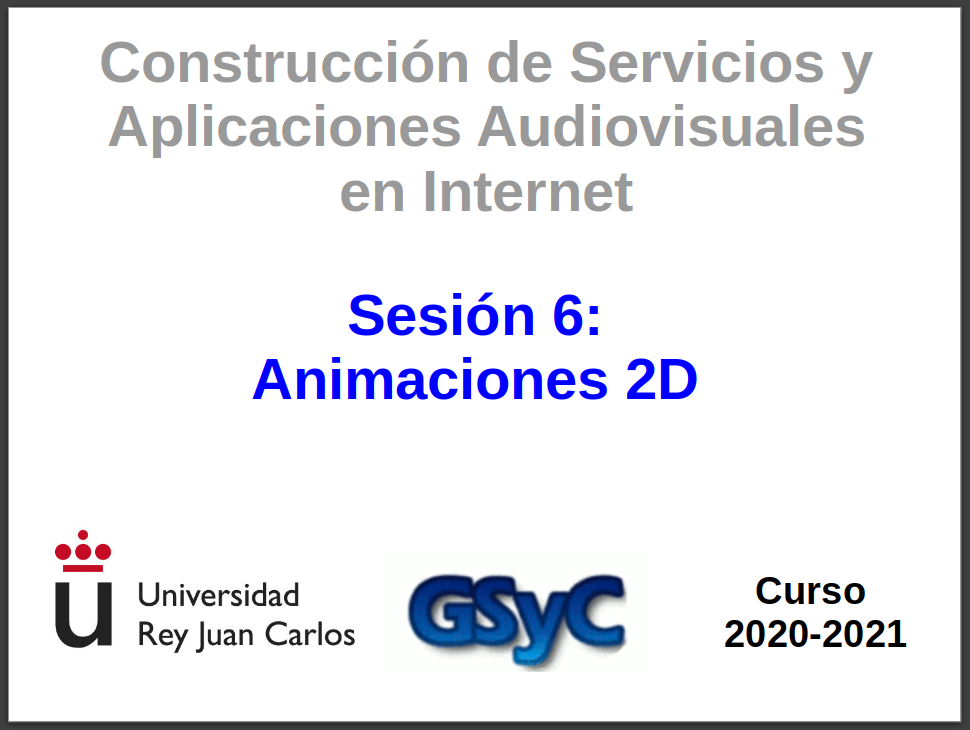 Construcción de Servicios y
Aplicaciones Audiovisuales
en Internet
Sesión 6:
Animaciones 2D
u
Universidad
Rey Juan Carlos
GSyC
Curso
2020-2021